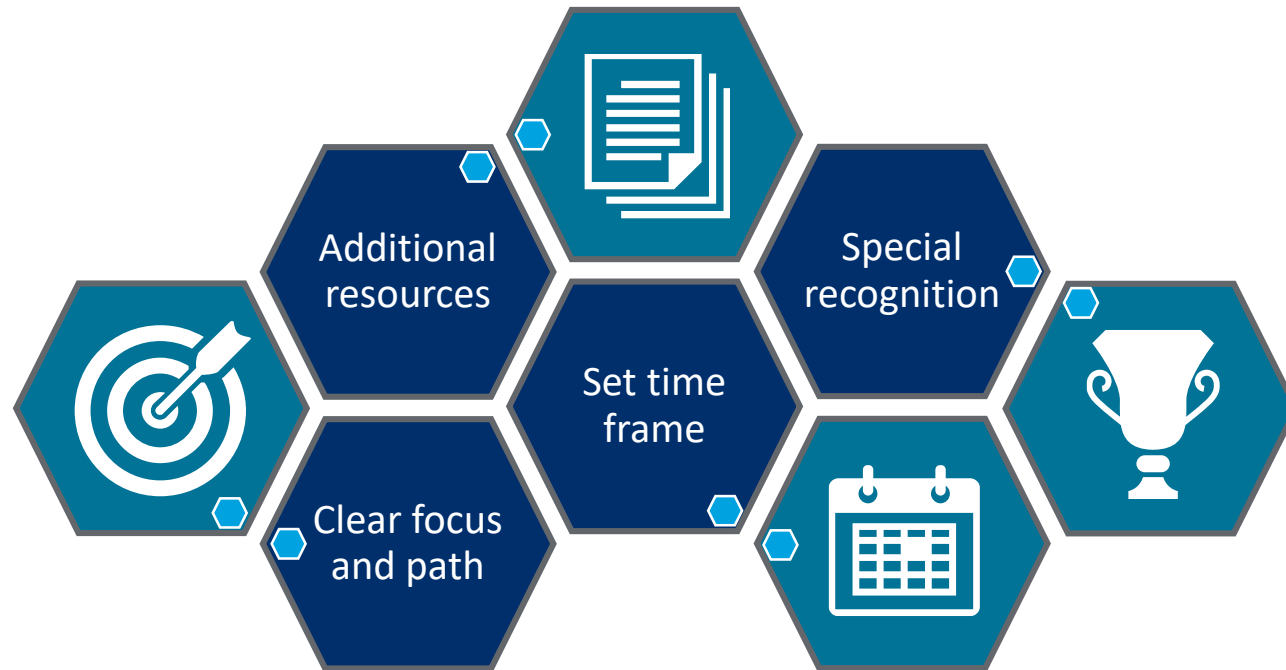 Additional
resources
Special
recognition
Set time
frame
Clear focus
and path